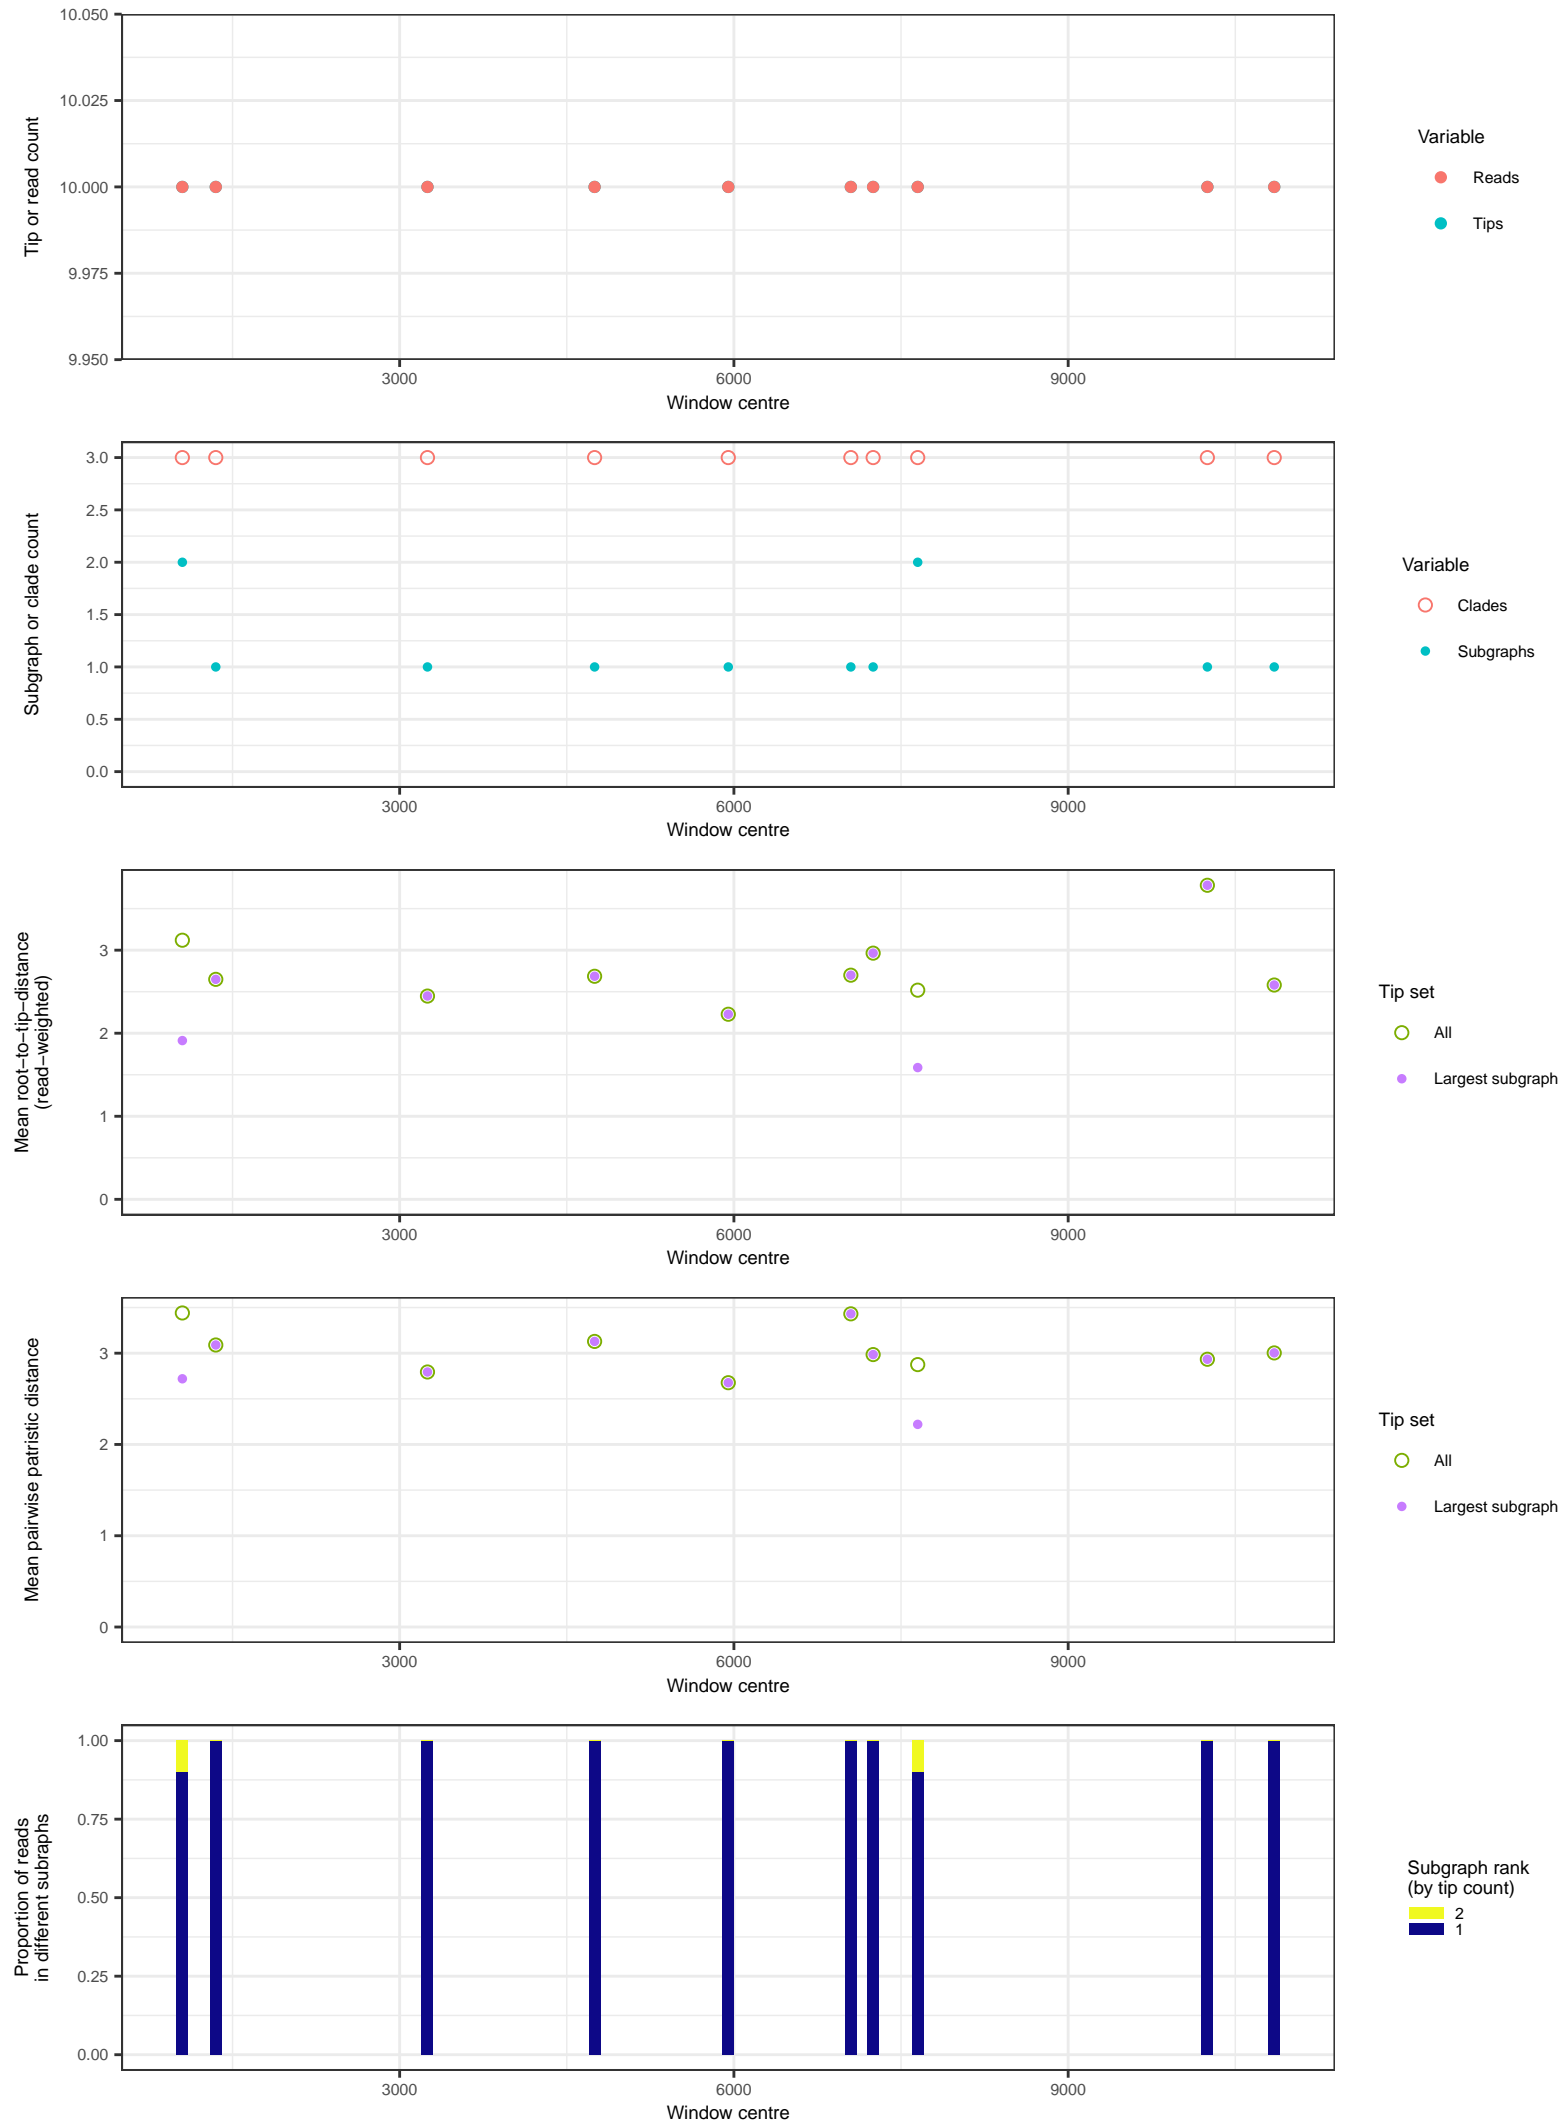 10.050
10.025
10.000
9.975
9.950
Tip or read count
3000 6000 9000
Window centre
Variable
Reads
Tips
3.0
2.5
2.0
1.5
1.0
0.5
0.0
Subgraph or clade count
3000 6000 9000
Window centre
Variable
Clades
Subgraphs
3
2
1
0
Mean root−to−tip−distance
(read−weighted)
3000 6000 9000
Window centre
Tip set
All
Largest subgraph
3
2
1
0
Mean pairwise patristic distance
3000 6000 9000
Window centre
Tip set
All
Largest subgraph
1.00
0.75
0.50
0.25
0.00
Proportion of reads
in different subraphs
3000 6000 9000
Window centre
Subgraph rank
(by tip count)
2
1